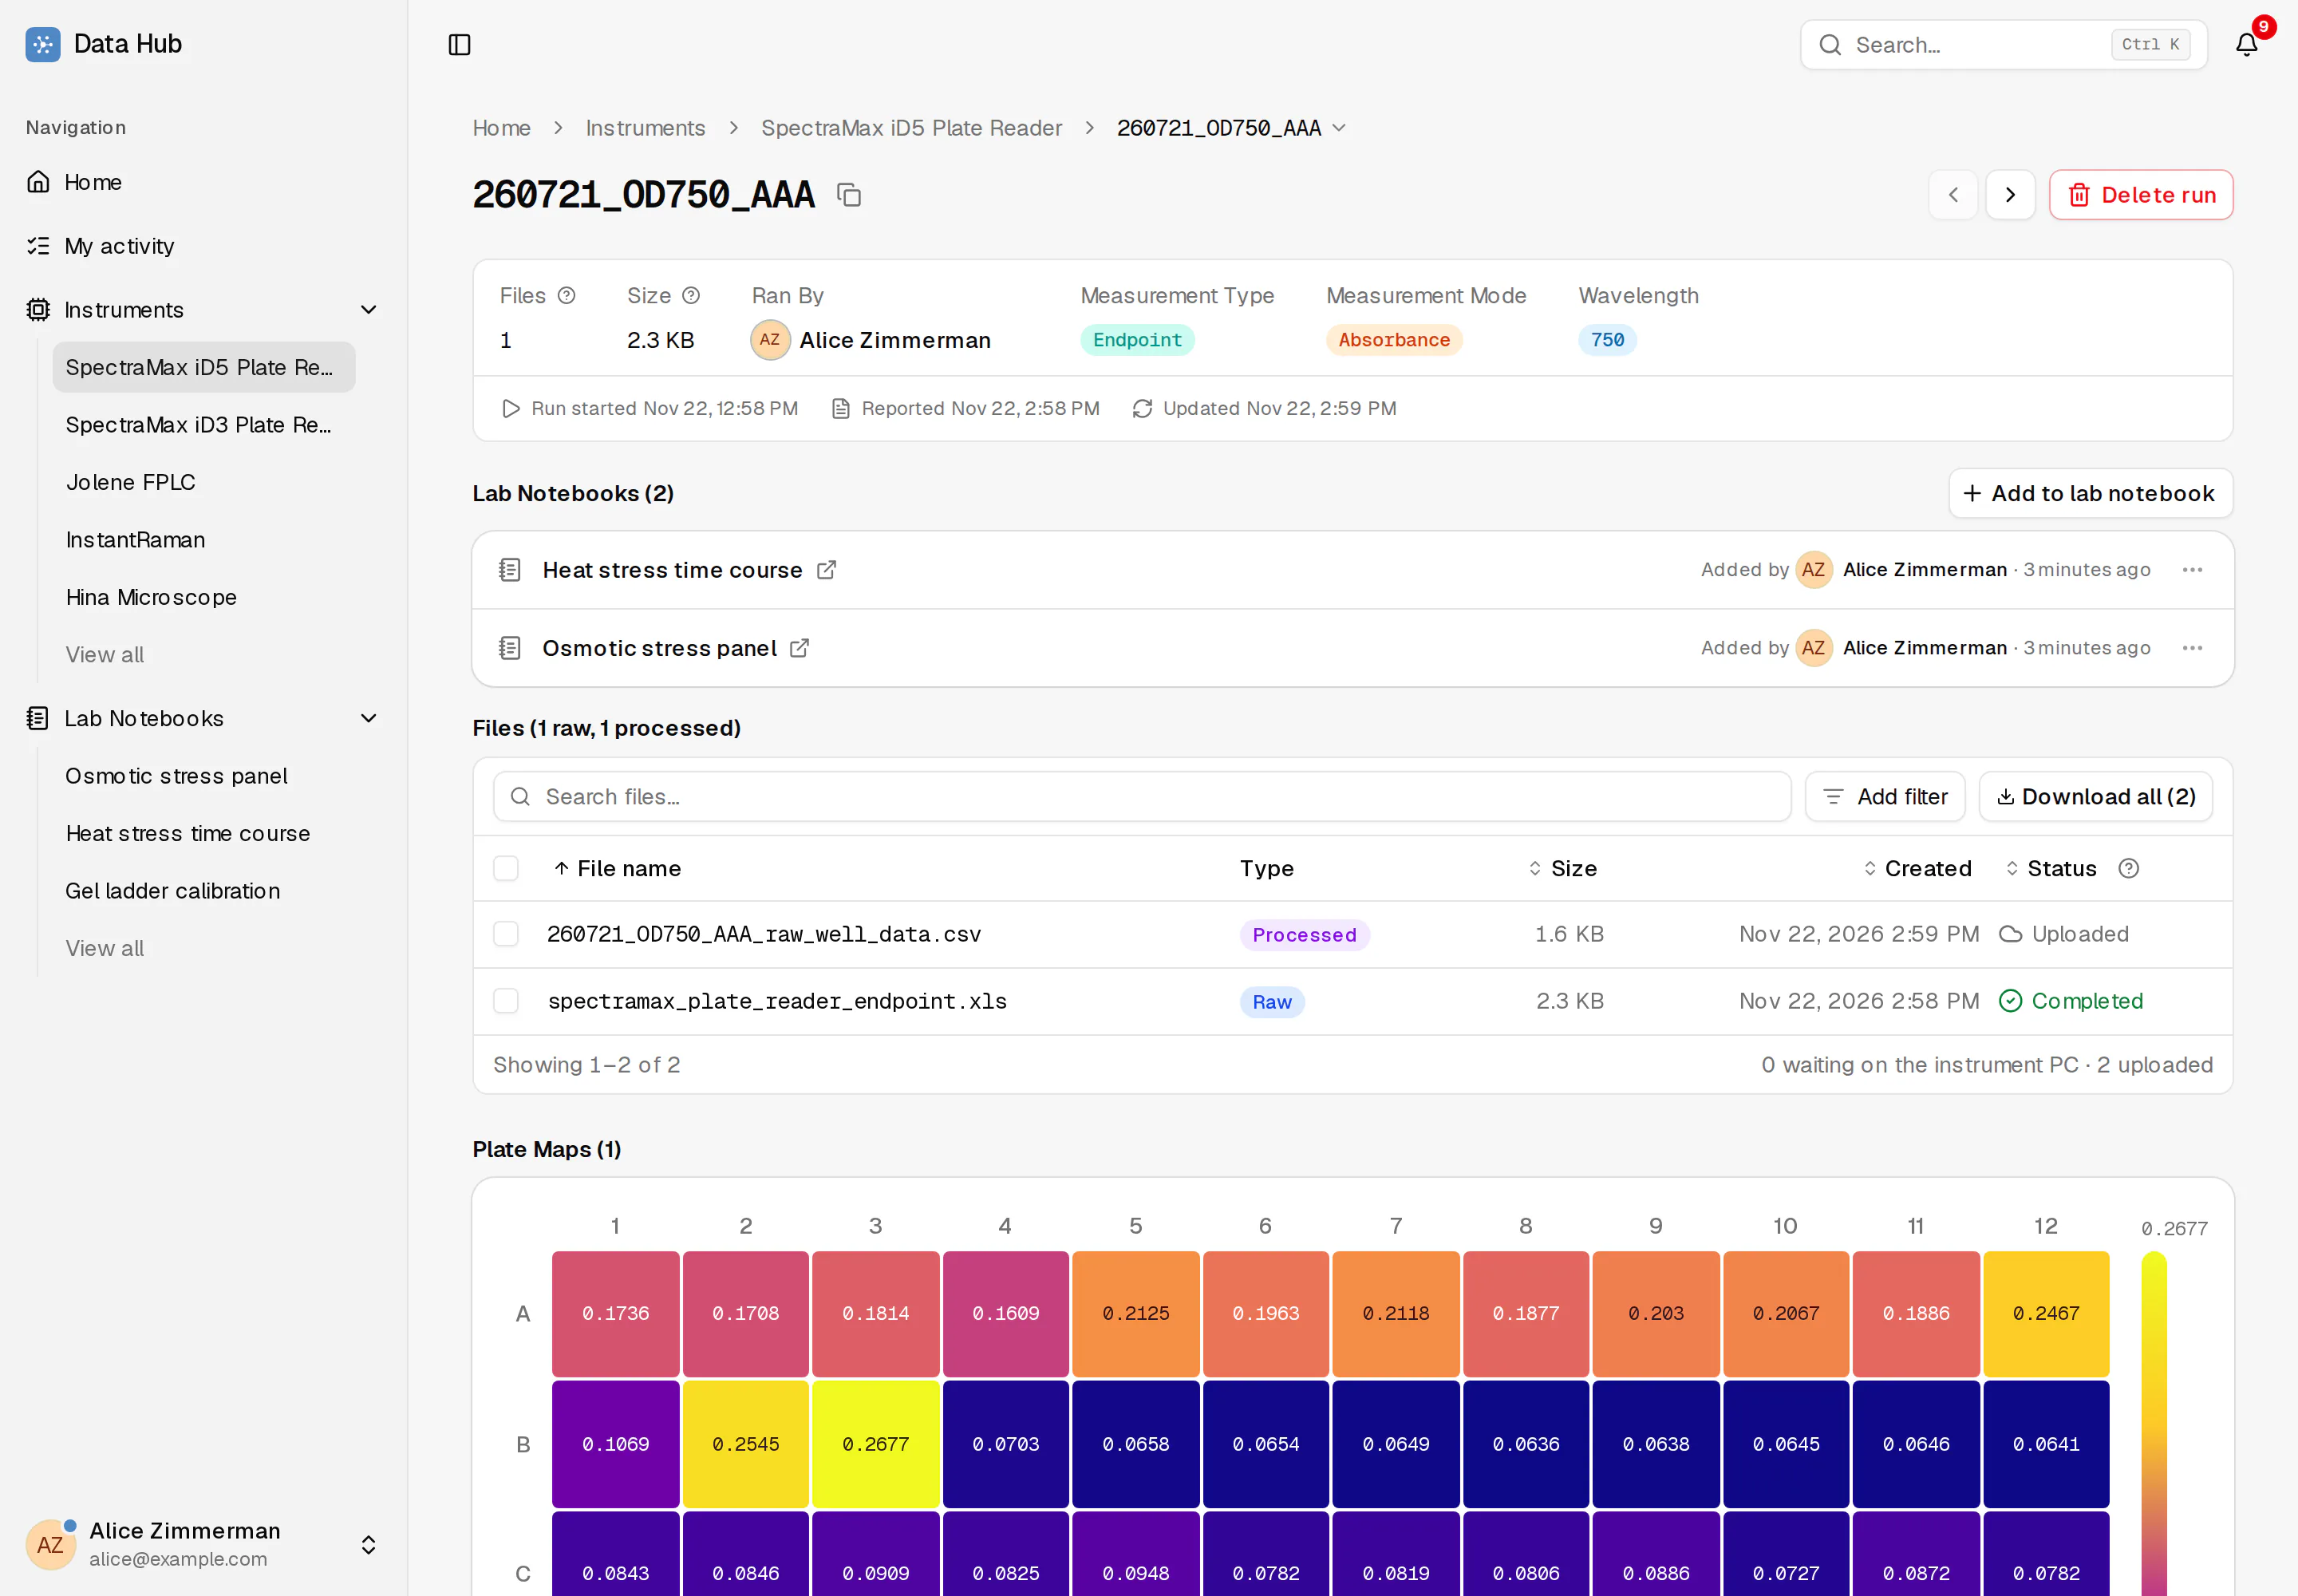 Data Hub
Navigation
Home
My activity
Instruments
SpectraMax iD5 Plate Re...
SpectraMax iD3 Plate Re...
Jolene FPLC
InstantRaman
Hina Microscope
View all
Lab Notebooks
Osmotic stress panel
Heat stress time course
Gel ladder calibration
View all
AZ
Alice Zimmerman
alice@example.com
Search... Ctrl K
9
Home > Instruments > SpectraMax iD5 Plate Reader > 260721_OD750_AAA
260721_OD750_AAA
Delete run
Files Size Ran By Measurement Type Measurement Mode Wavelength
1 2.3 KB AZ Alice Zimmerman Endpoint Absorbance 750
Run started Nov 22, 12:58 PM Reported Nov 22, 2:58 PM Updated Nov 22, 2:59 PM
Lab Notebooks (2)
+ Add to lab notebook
Heat stress time course Added by AZ Alice Zimmerman · 3 minutes ago
Osmotic stress panel Added by AZ Alice Zimmerman · 3 minutes ago
Files (1 raw, 1 processed)
Search files... Add filter Download all (2)
File name Type Size Created Status
260721_OD750_AAA_raw_well_data.csv Processed 1.6 KB Nov 22, 2026 2:59 PM Uploaded
spectramax_plate_reader_endpoint.xls Raw 2.3 KB Nov 22, 2026 2:58 PM Completed
Showing 1–2 of 2 0 waiting on the instrument PC · 2 uploaded
Plate Maps (1)
1 2 3 4 5 6 7 8 9 10 11 12 0.2677
A 0.1736 0.1708 0.1814 0.1609 0.2125 0.1963 0.2118 0.1877 0.203 0.2067 0.1886 0.2467
B 0.1069 0.2545 0.2677 0.0703 0.0658 0.0654 0.0649 0.0636 0.0638 0.0645 0.0646 0.0641
C 0.0843 0.0846 0.0909 0.0825 0.0948 0.0782 0.0819 0.0806 0.0886 0.0727 0.0872 0.0782